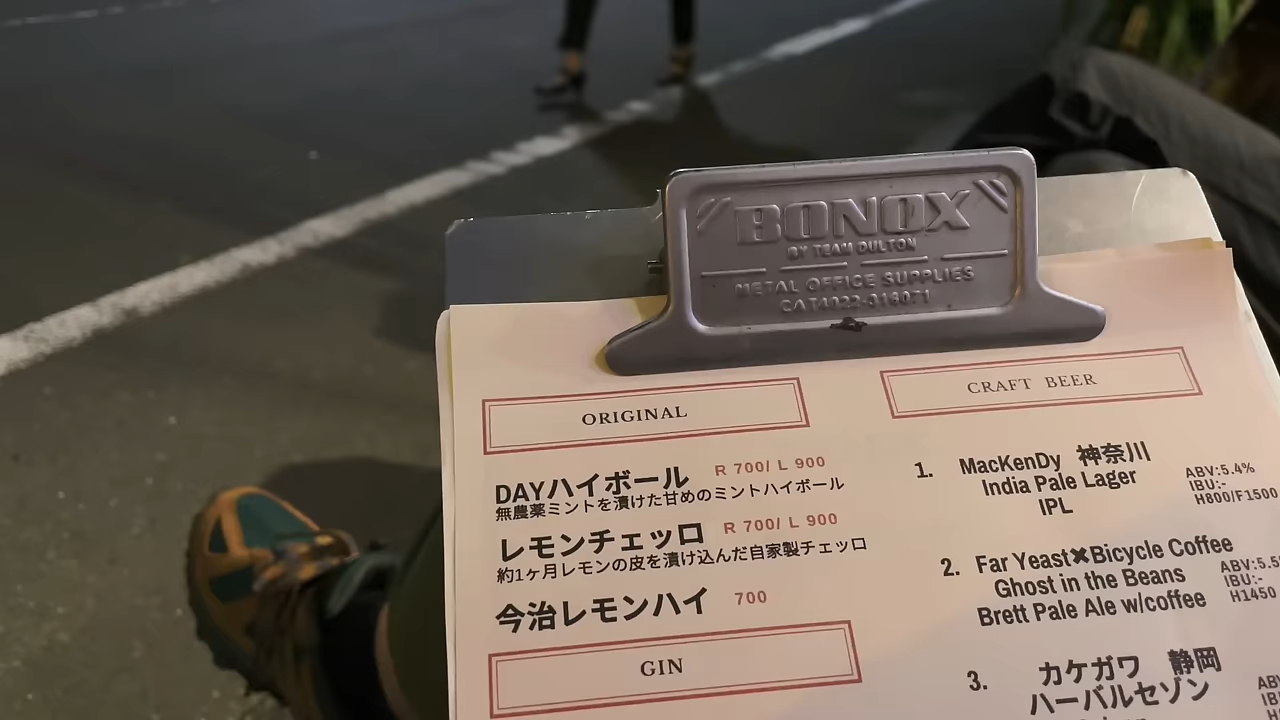 BONOX
BY TEAM DULTON
METAL OFFICE SUPPLIES
CAT4022-316071
ORIGINAL
DAYハイボール R 700/ L 900
無農薬ミントを漬けた甘めのミントハイボール
レモンチェッロ R 700/ L 900
約1ヶ月レモンの皮を漬け込んだ自家製チェッロ
今治レモンハイ 700
GIN
CRAFT BEER
1. MacKenDy 神奈川
India Pale Lager
IPL
ABV:5.4%
IBU:-
H800/F1500
2. Far Yeast✖Bicycle Coffee
Ghost in the Beans
Brett Pale Ale w/coffee
ABV:5.5
IBU:-
H1450
3. カケガワ 静岡
ハーバルセゾン